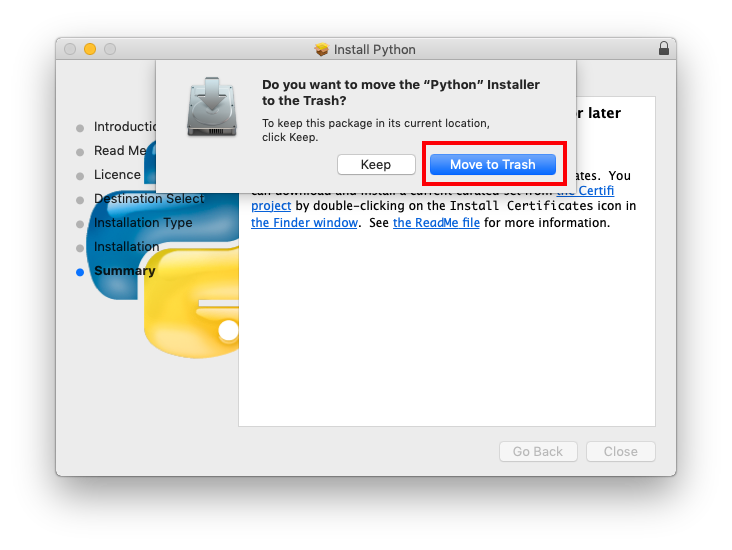 Install Python
Do you want to move the “Python” Installer
to the Trash?
To keep this package in its current location,
click Keep.
Keep
Move to Trash
Introductio
Read Me
Licence
Destination Select
Installation Type
Installation
Summary
or later
ates. You
can download and install a current curated set from the Certifi
project by double-clicking on the Install Certificates icon in
the Finder window. See the ReadMe file for more information.
Go Back
Close